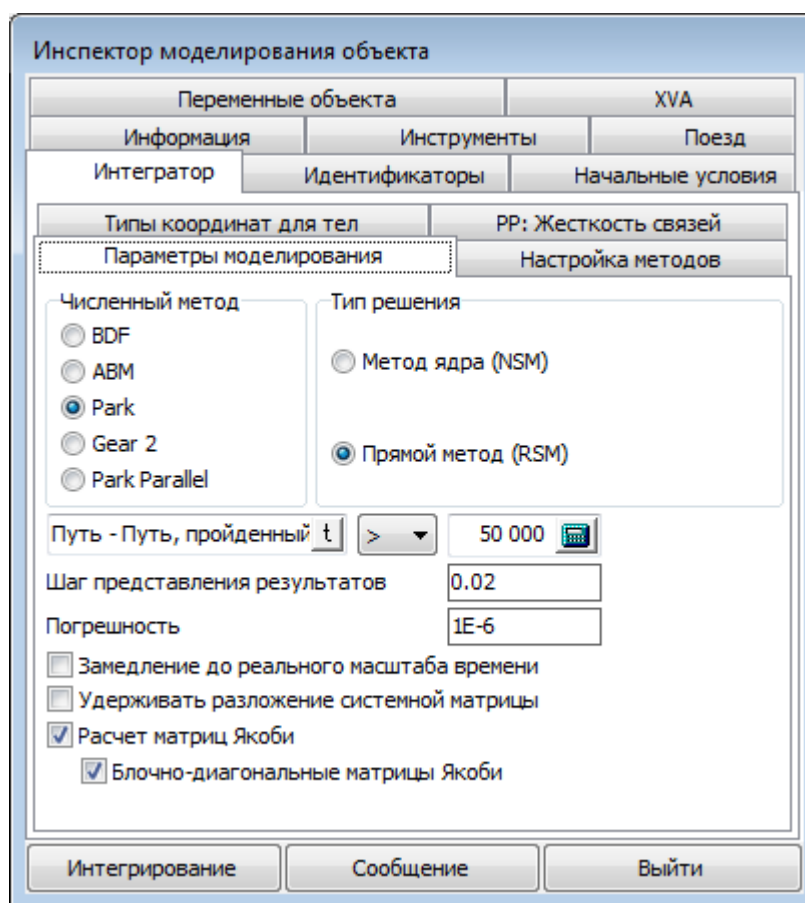 Инспектор моделирования объекта
Переменные объекта XVA
Информация Инструменты Поезд
Интегратор Идентификаторы Начальные условия
Типы координат для тел PP: Жесткость связей
Параметры моделирования Настройка методов
Численный метод Тип решения
BDF
ABM Метод ядра (NSM)
Park
Gear 2 Прямой метод (RSM)
Park Parallel
Путь - Путь, пройденный t > 50 000
Шаг представления результатов 0.02
Погрешность 1E-6
Замедление до реального масштаба времени
Удерживать разложение системной матрицы
Расчет матриц Якоби
Блочно-диагональные матрицы Якоби
Интегрирование Сообщение Выйти